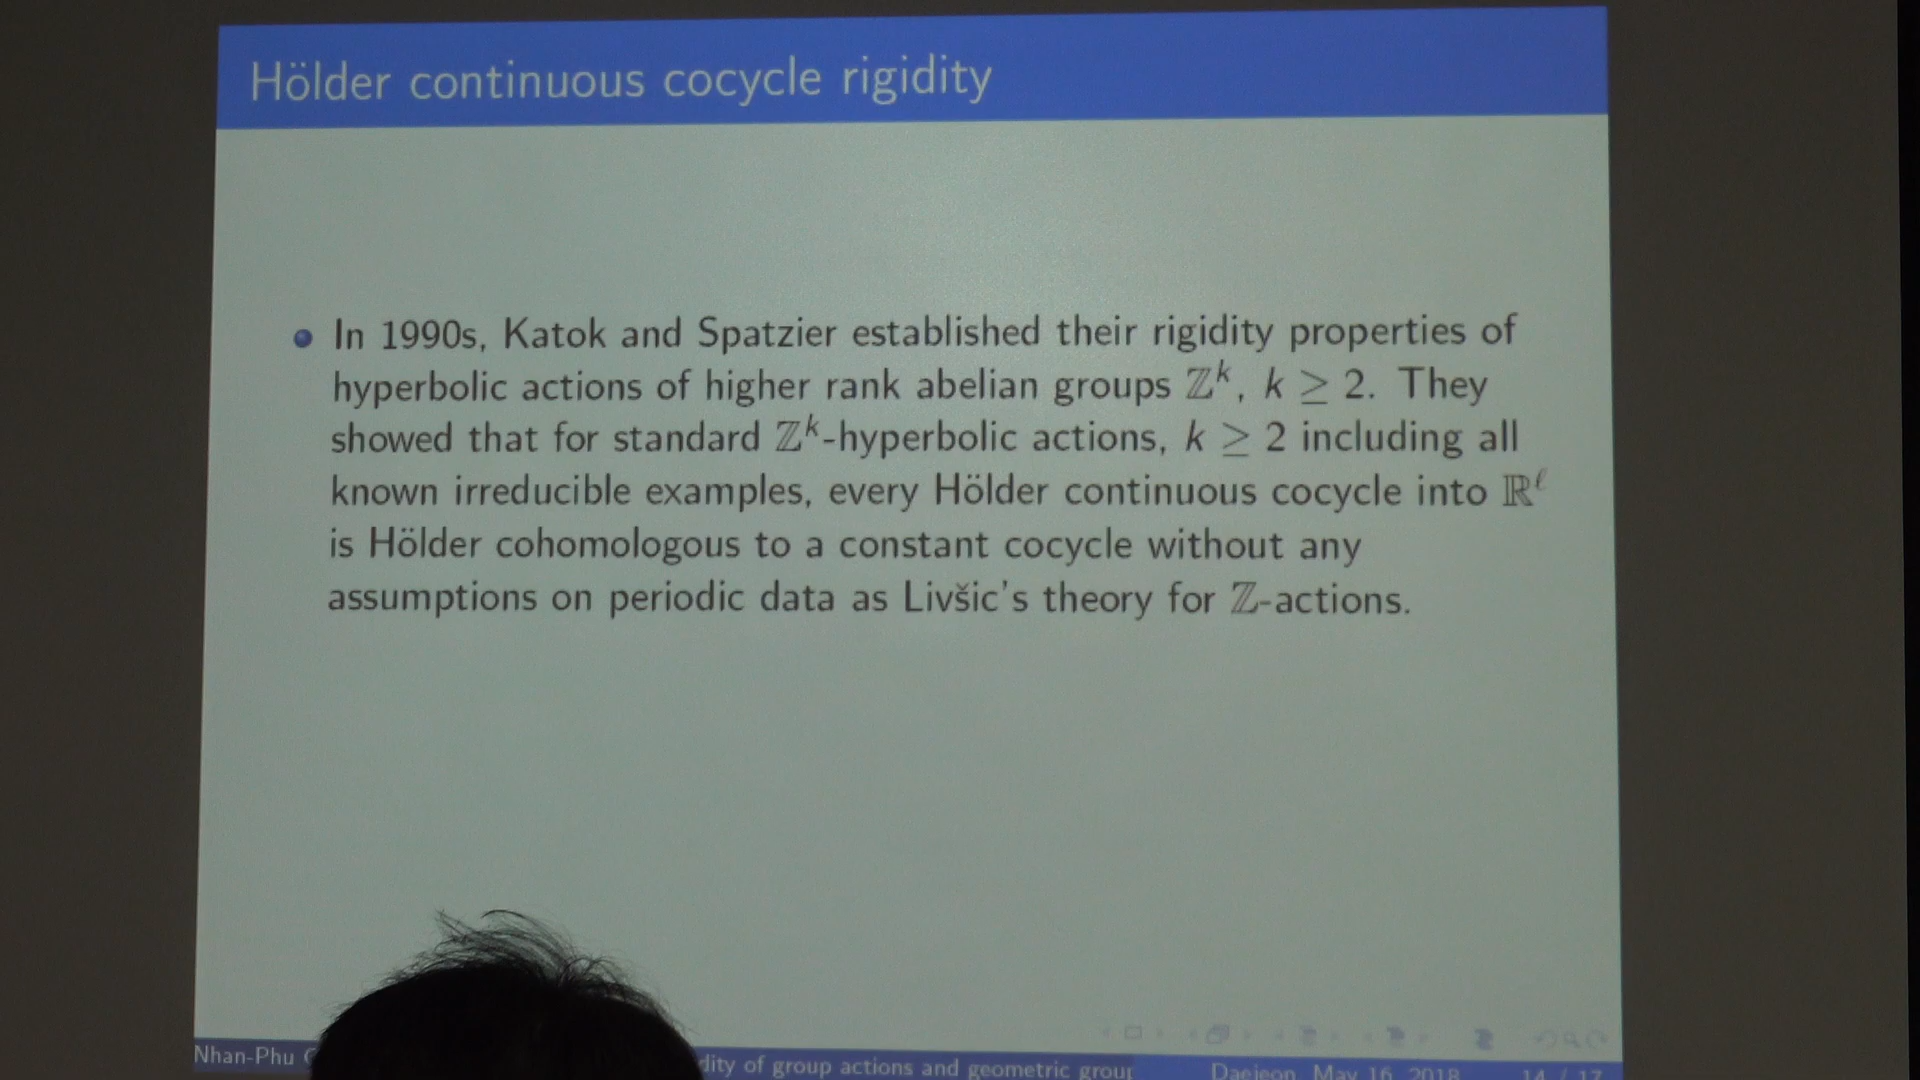 Hölder continuous cocycle rigidity
In 1990s, Katok and Spatzier established their rigidity properties of
hyperbolic actions of higher rank abelian groups ℤᵏ, k ≥ 2. They
showed that for standard ℤᵏ-hyperbolic actions, k ≥ 2 including all
known irreducible examples, every Hölder continuous cocycle into ℝ^ℓ
is Hölder cohomologous to a constant cocycle without any
assumptions on periodic data as Livšic's theory for ℤ-actions.
Nhan-Phu
of group actions and geometric
Daejeon, May 16, 2018
14 / 17